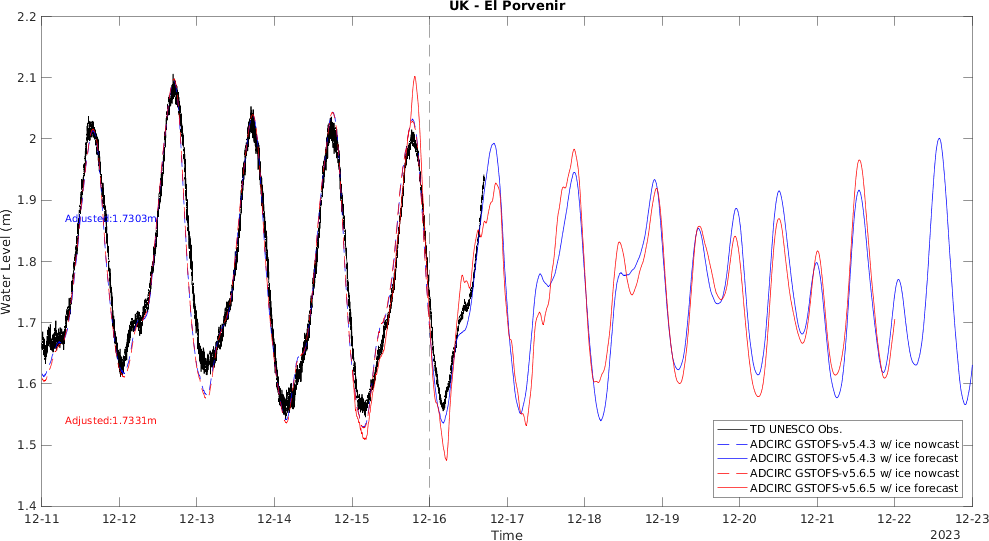 UK - El Porvenir
2.2
2.1
2
1.9
1.8
1.7
1.6
1.5
1.4
Water Level (m)
Adjusted:1.7303m
Adjusted:1.7331m
TD UNESCO Obs.
ADCIRC GSTOFS-v5.4.3 w/ ice nowcast
ADCIRC GSTOFS-v5.4.3 w/ ice forecast
ADCIRC GSTOFS-v5.6.5 w/ ice nowcast
ADCIRC GSTOFS-v5.6.5 w/ ice forecast
12-11 12-12 12-13 12-14 12-15 12-16 12-17 12-18 12-19 12-20 12-21 12-22 12-23
Time
2023